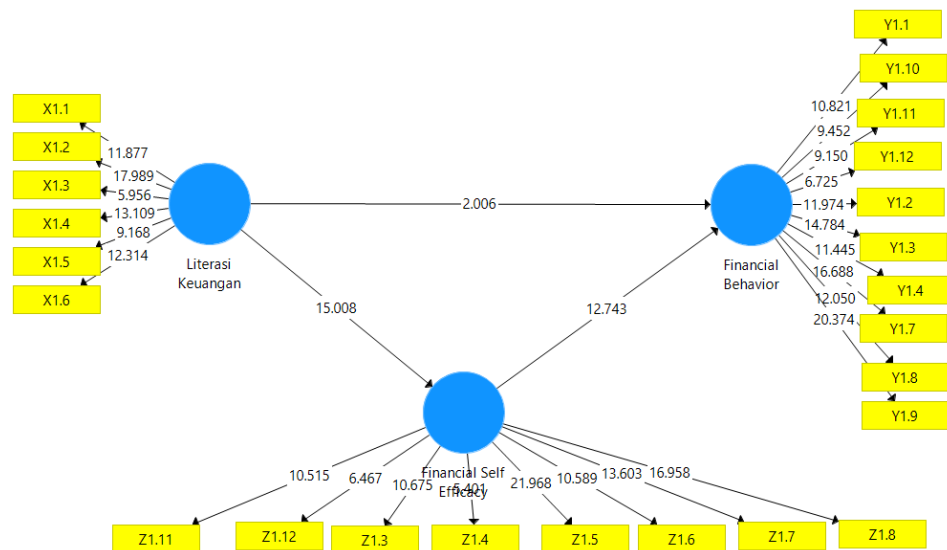 Y1.1
Y1.10
Y1.11
Y1.12
Y1.2
Y1.3
Y1.4
Y1.7
Y1.8
Y1.9
10.821
9.452
9.150
6.725
11.974
14.784
11.445
16.688
12.050
20.374
X1.1
X1.2
X1.3
X1.4
X1.5
X1.6
11.877
17.989
5.956
13.109
9.168
12.314
Literasi
Keuangan
2.006
Financial
Behavior
15.008
12.743
Financial Self
Efficacy
10.515
6.467
10.675
5.401
21.968
10.589
13.603
16.958
Z1.11
Z1.12
Z1.3
Z1.4
Z1.5
Z1.6
Z1.7
Z1.8